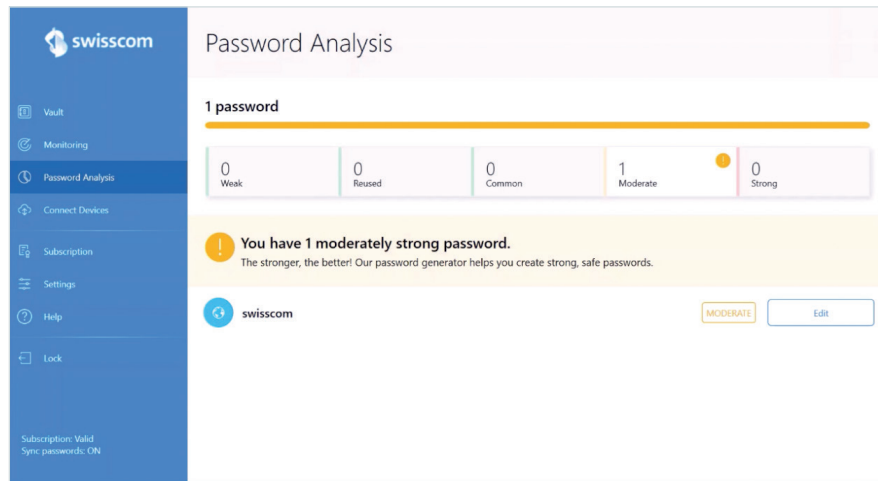 swisscom
Password Analysis
Vault
Monitoring
Password Analysis
Connect Devices
Subscription
Settings
Help
Lock
Subscription: Valid
Sync passwords: ON
1 password
0
Weak
0
Reused
0
Common
1
Moderate
!
0
Strong
!
You have 1 moderately strong password.
The stronger, the better! Our password generator helps you create strong, safe passwords.
swisscom
MODERATE
Edit